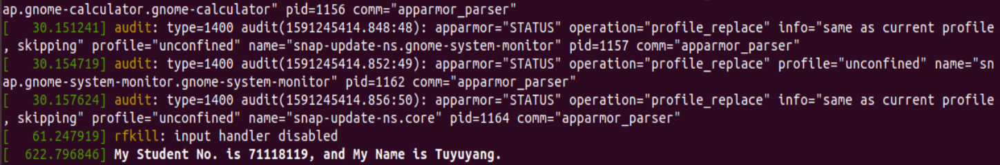 ap.gnome-calculator.gnome-calculator" pid=1156 comm="apparmor_parser"
[   30.151241] audit: type=1400 audit(1591245414.848:48): apparmor="STATUS" operation="profile_replace" info="same as current profile
, skipping" profile="unconfined" name="snap-update-ns.gnome-system-monitor" pid=1157 comm="apparmor_parser"
[   30.154719] audit: type=1400 audit(1591245414.852:49): apparmor="STATUS" operation="profile_replace" profile="unconfined" name="sn
ap.gnome-system-monitor.gnome-system-monitor" pid=1162 comm="apparmor_parser"
[   30.157624] audit: type=1400 audit(1591245414.856:50): apparmor="STATUS" operation="profile_replace" info="same as current profile
, skipping" profile="unconfined" name="snap-update-ns.core" pid=1164 comm="apparmor_parser"
[   61.247919] rfkill: input handler disabled
[  622.796846] My Student No. is 71118119, and My Name is Tuyuyang.